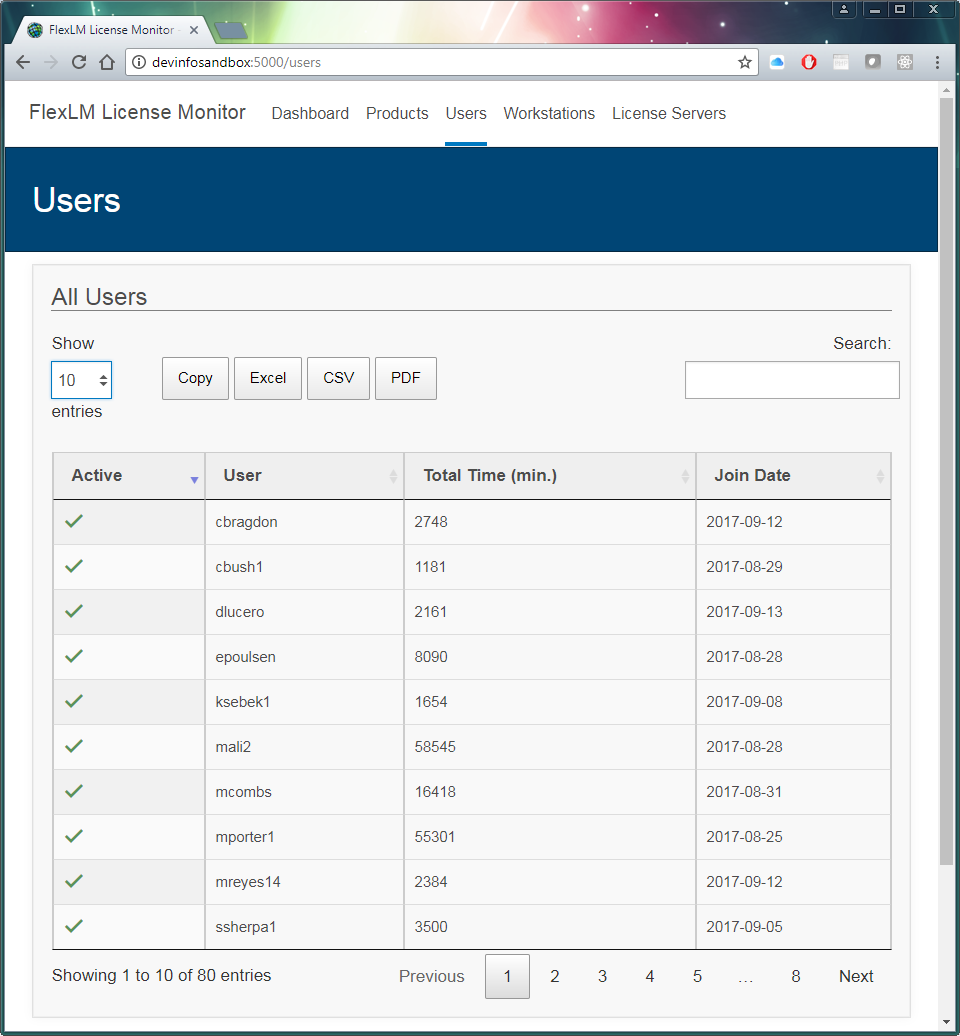 FlexLM License Monitor
devinfosandbox:5000/users
FlexLM License Monitor Dashboard Products Users Workstations License Servers
Users
All Users
Show
10
entries
Copy Excel CSV PDF
Search:
Active User Total Time (min.) Join Date
cbragdon 2748 2017-09-12
cbush1 1181 2017-08-29
dlucero 2161 2017-09-13
epoulsen 8090 2017-08-28
ksebek1 1654 2017-09-08
mali2 58545 2017-08-28
mcombs 16418 2017-08-31
mporter1 55301 2017-08-25
mreyes14 2384 2017-09-12
ssherpa1 3500 2017-09-05
Showing 1 to 10 of 80 entries Previous 1 2 3 4 5 … 8 Next